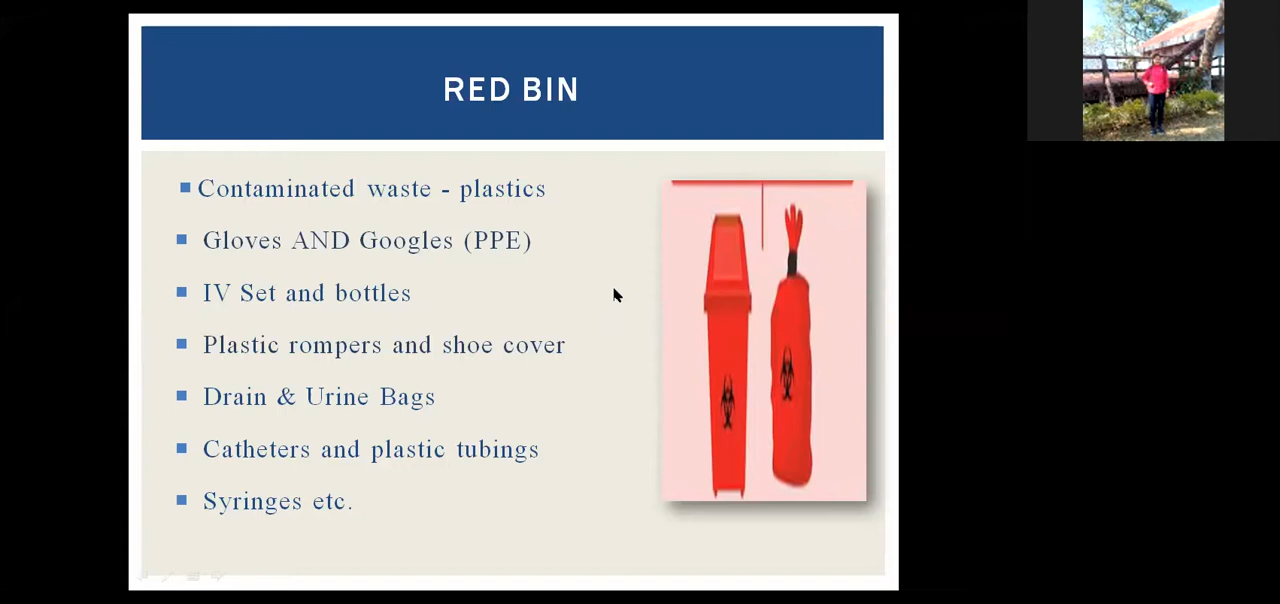 RED BIN
Contaminated waste - plastics
Gloves AND Googles (PPE)
IV Set and bottles
Plastic rompers and shoe cover
Drain & Urine Bags
Catheters and plastic tubings
Syringes etc.